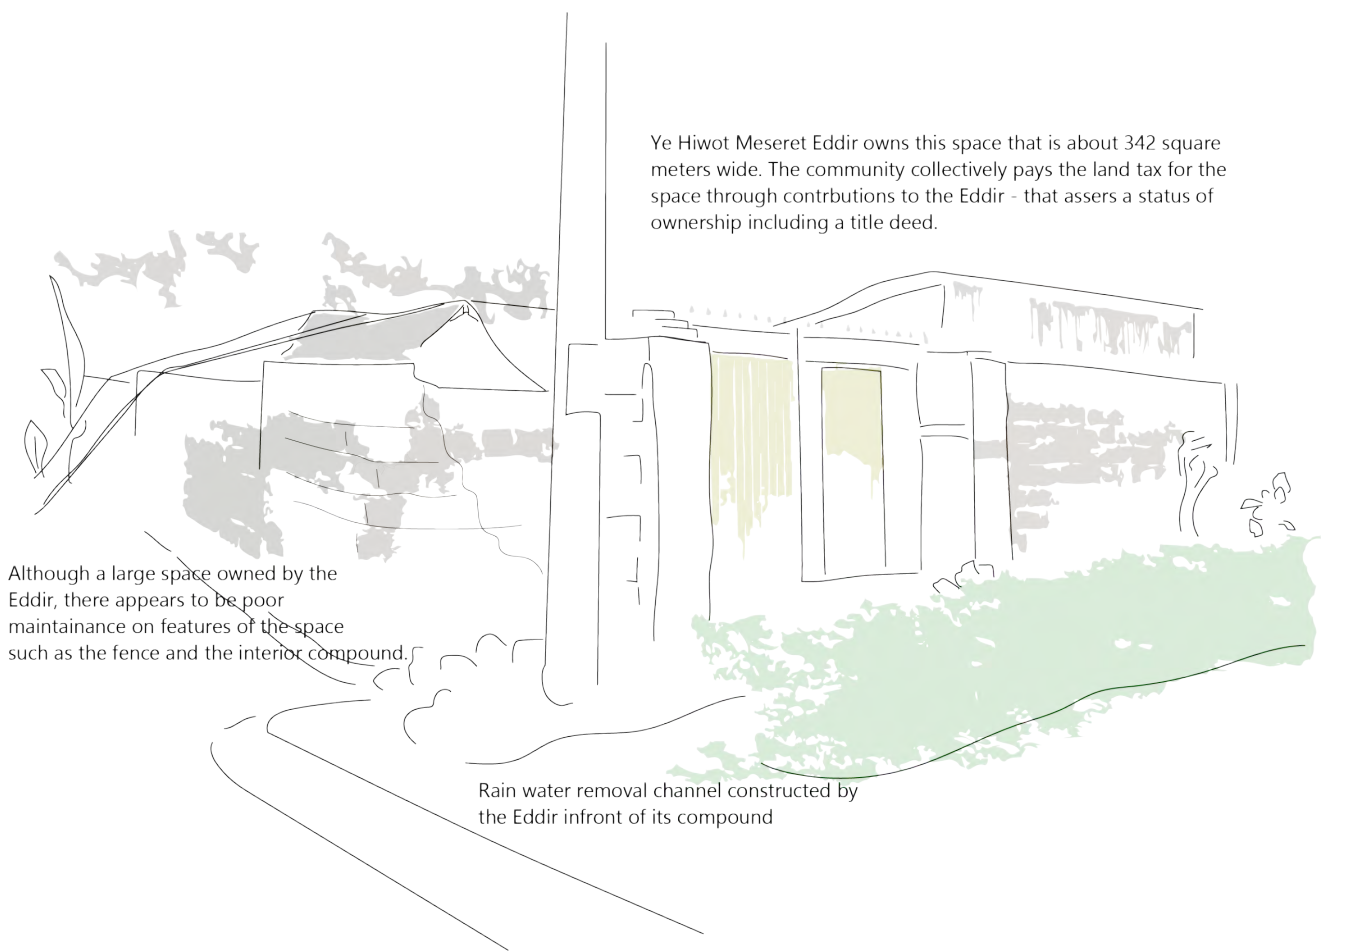 Ye Hiwot Meseret Eddir owns this space that is about 342 square
meters wide. The community collectively pays the land tax for the
space through contrbutions to the Eddir - that assers a status of
ownership including a title deed.
Although a large space owned by the
Eddir, there appears to be poor
maintainance on features of the space
such as the fence and the interior compound.
Rain water removal channel constructed by
the Eddir infront of its compound